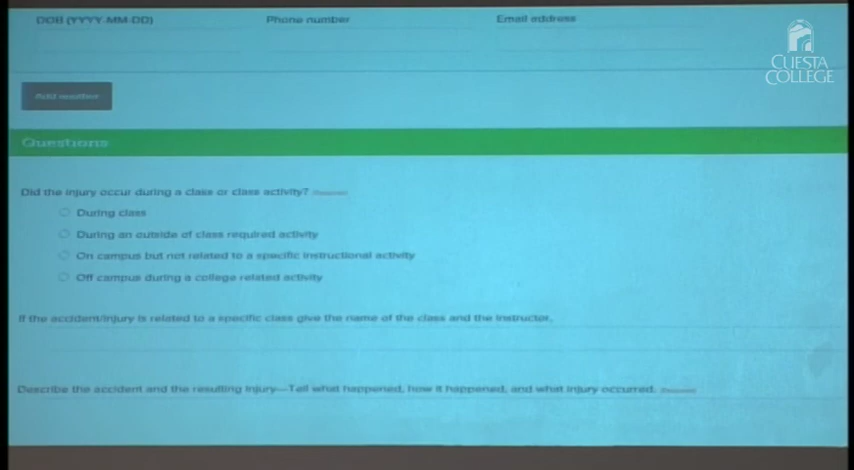 DOB (YYYY-MM-DD) Phone number Email address
CUESTA
COLLEGE
Add another
Questions
Did the injury occur during a class or class activity? (Required)
During class
During an outside of class required activity
On campus but not related to a specific instructional activity
Off campus during a college related activity
If the accident/injury is related to a specific class give the name of the class and the instructor.
Describe the accident and the resulting injury—Tell what happened, how it happened, and what injury occurred. (Required)